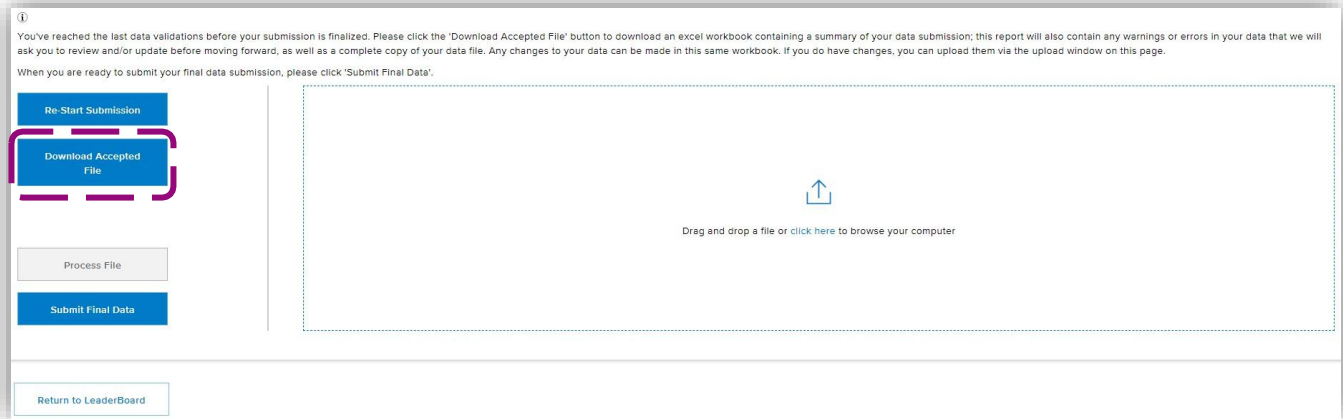 You've reached the last data validations before your submission is finalized. Please click the 'Download Accepted File' button to download an excel workbook containing a summary of your data submission; this report will also contain any warnings or errors in your data that we will
ask you to review and/or update before moving forward, as well as a complete copy of your data file. Any changes to your data can be made in this same workbook. If you do have changes, you can upload them via the upload window on this page.
When you are ready to submit your final data submission, please click 'Submit Final Data'.
Re-Start Submission
Download Accepted
File
Drag and drop a file or click here to browse your computer
Process File
Submit Final Data
Return to LeaderBoard